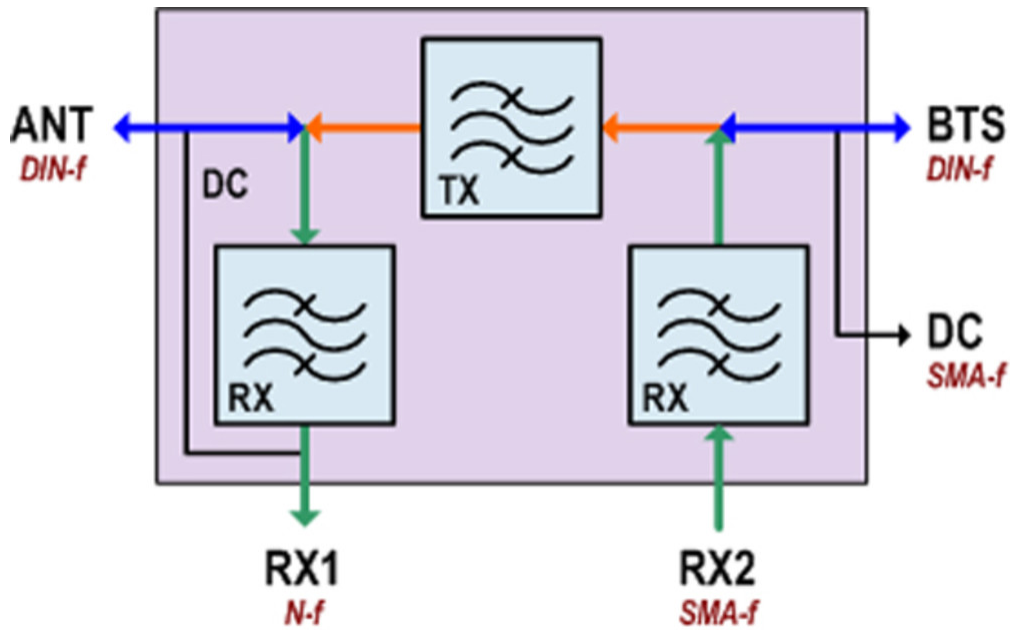 ANT
DIN-f
DC
TX
BTS
DIN-f
RX
RX
DC
SMA-f
RX1
N-f
RX2
SMA-f